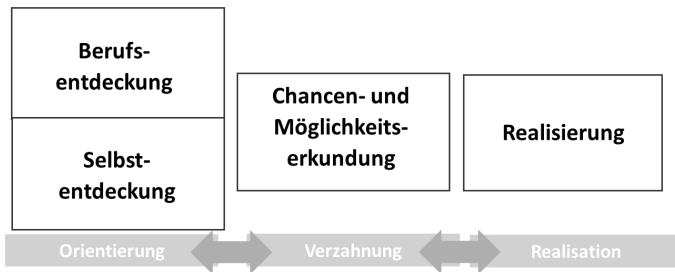 Berufs-
entdeckung
Selbst-
entdeckung
Chancen- und
Möglichkeits-
erkundung
Realisierung
Orientierung
Verzahnung
Realisation